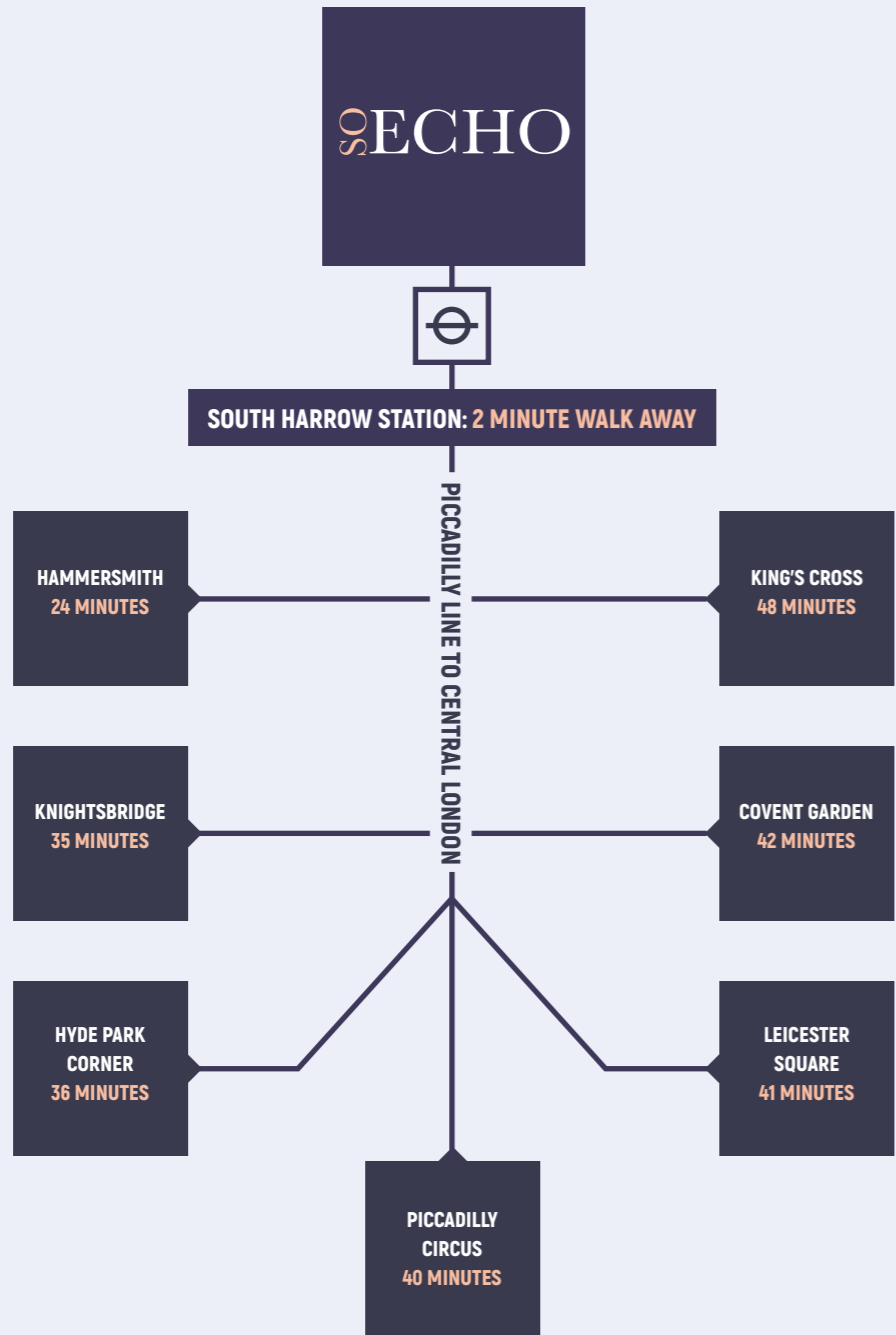 SO ECHO
SOUTH HARROW STATION: 2 MINUTE WALK AWAY
PICCADILLY LINE TO CENTRAL LONDON
HAMMERSMITH
24 MINUTES
KING'S CROSS
48 MINUTES
KNIGHTSBRIDGE
35 MINUTES
COVENT GARDEN
42 MINUTES
HYDE PARK
CORNER
36 MINUTES
LEICESTER
SQUARE
41 MINUTES
PICCADILLY
CIRCUS
40 MINUTES